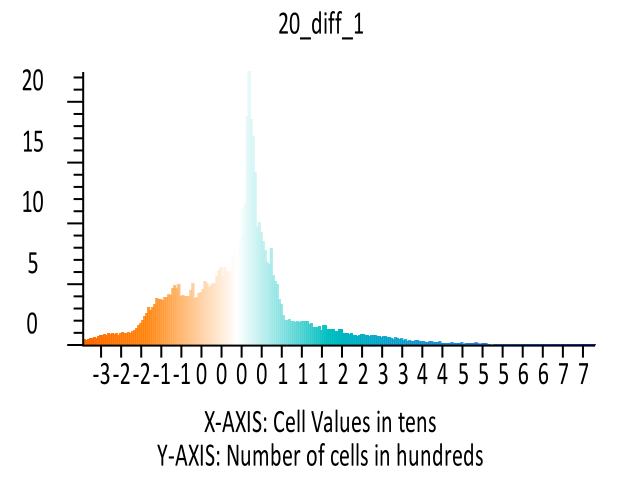 20_diff_1
20
15
10
5
0
-3 -2 -2 -1 -1 0 0 0 0 1 1 1 2 2 3 3 4 4 5 5 5 6 6 7 7
X-AXIS: Cell Values in tens
Y-AXIS: Number of cells in hundreds